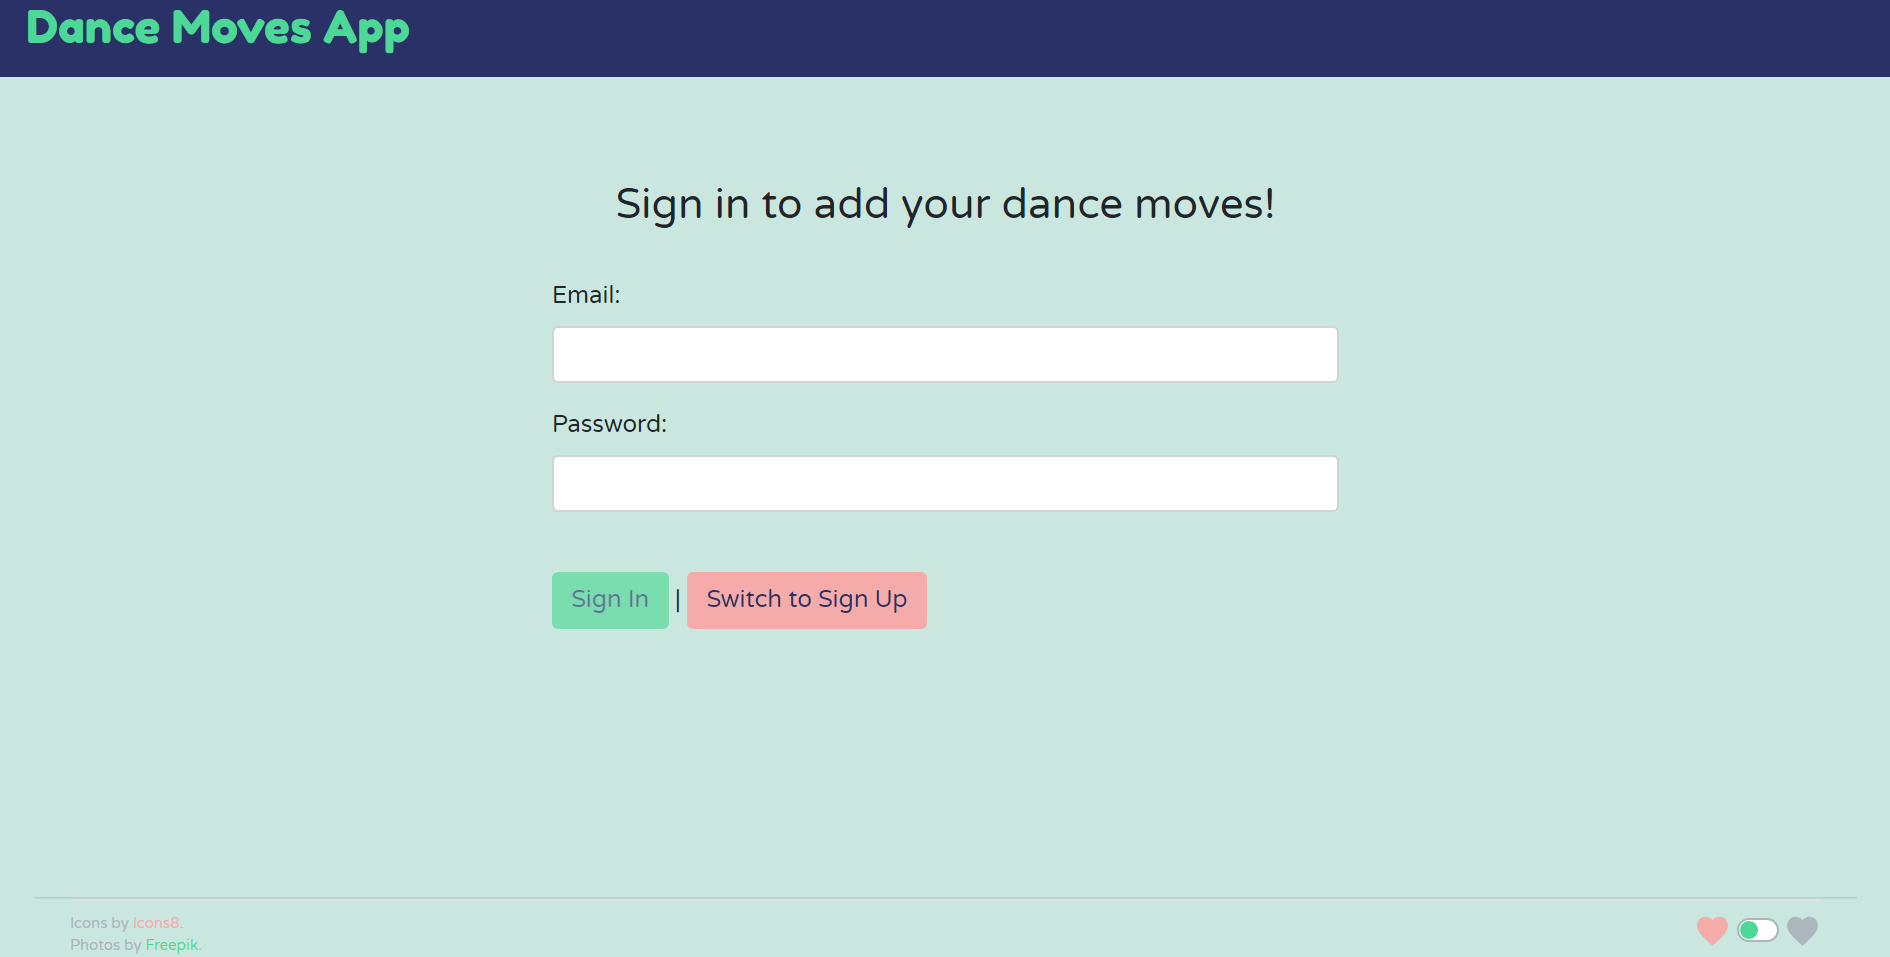 Dance Moves App
Sign in to add your dance moves!
Email:
Password:
Sign In | Switch to Sign Up
Icons by Icons8.
Photos by Freepik.